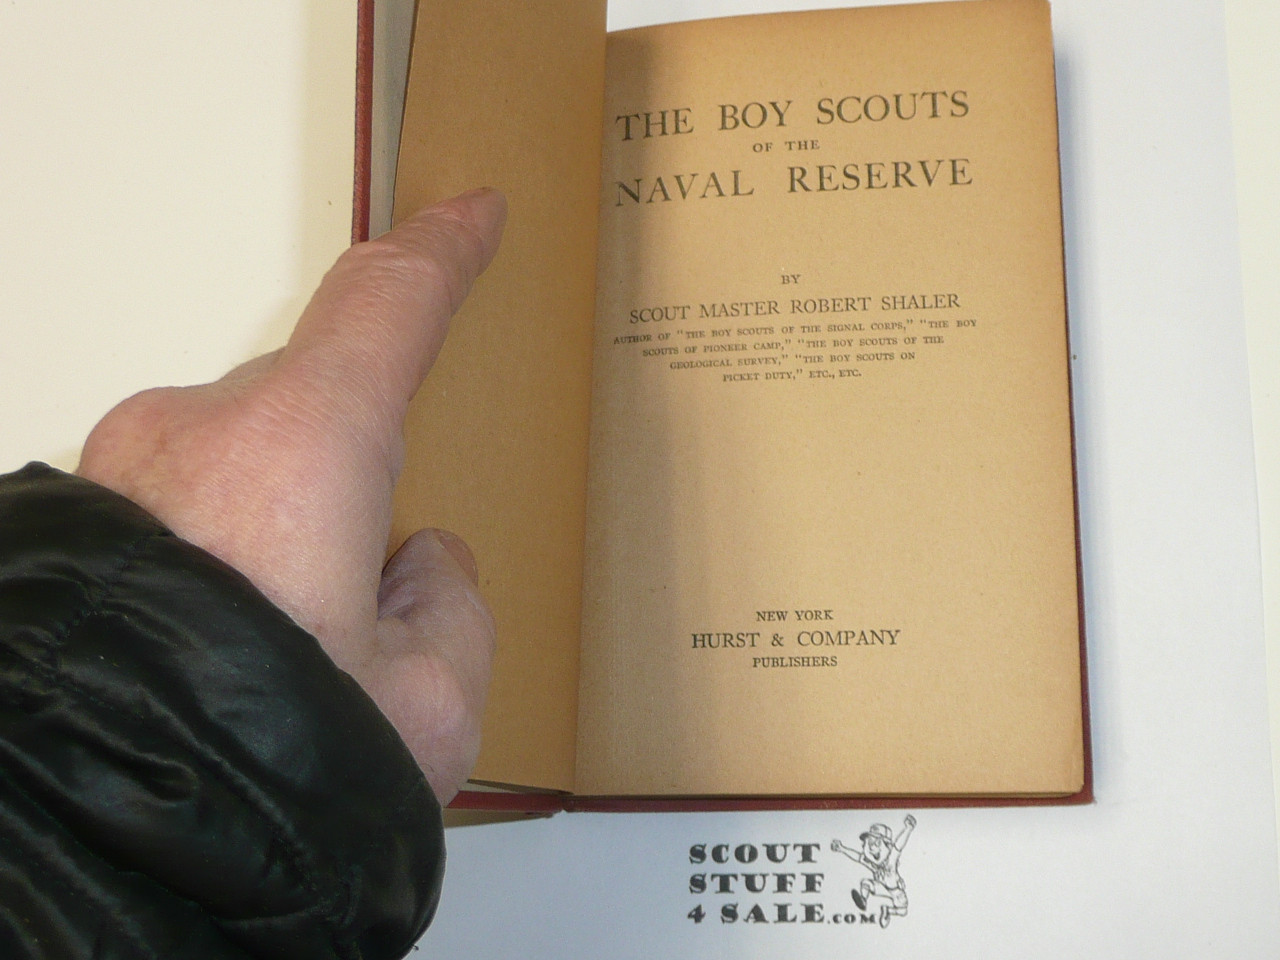 THE BOY SCOUTS
OF THE
NAVAL RESERVE
BY
SCOUT MASTER ROBERT SHALER
AUTHOR OF "THE BOY SCOUTS OF THE SIGNAL CORPS," "THE BOY
SCOUTS OF PIONEER CAMP," "THE BOY SCOUTS OF THE
GEOLOGICAL SURVEY," "THE BOY SCOUTS ON
PICKET DUTY," ETC., ETC.
NEW YORK
HURST & COMPANY
PUBLISHERS
SCOUT
STUFF
4 SALE.COM